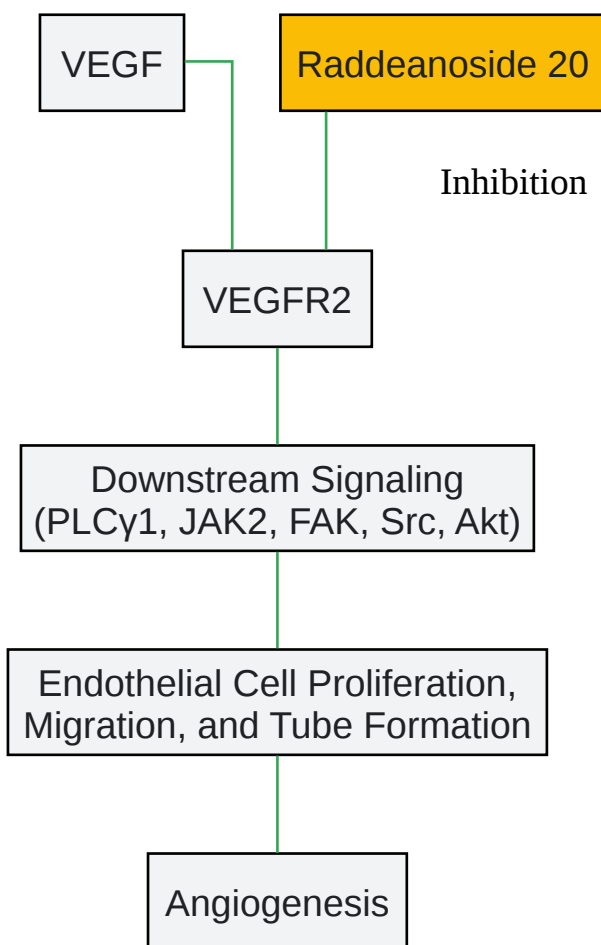 VEGF
Raddeanoside 20
Inhibition
VEGFR2
Downstream Signaling
(PLCγ1, JAK2, FAK, Src, Akt)
Endothelial Cell Proliferation,
Migration, and Tube Formation
Angiogenesis